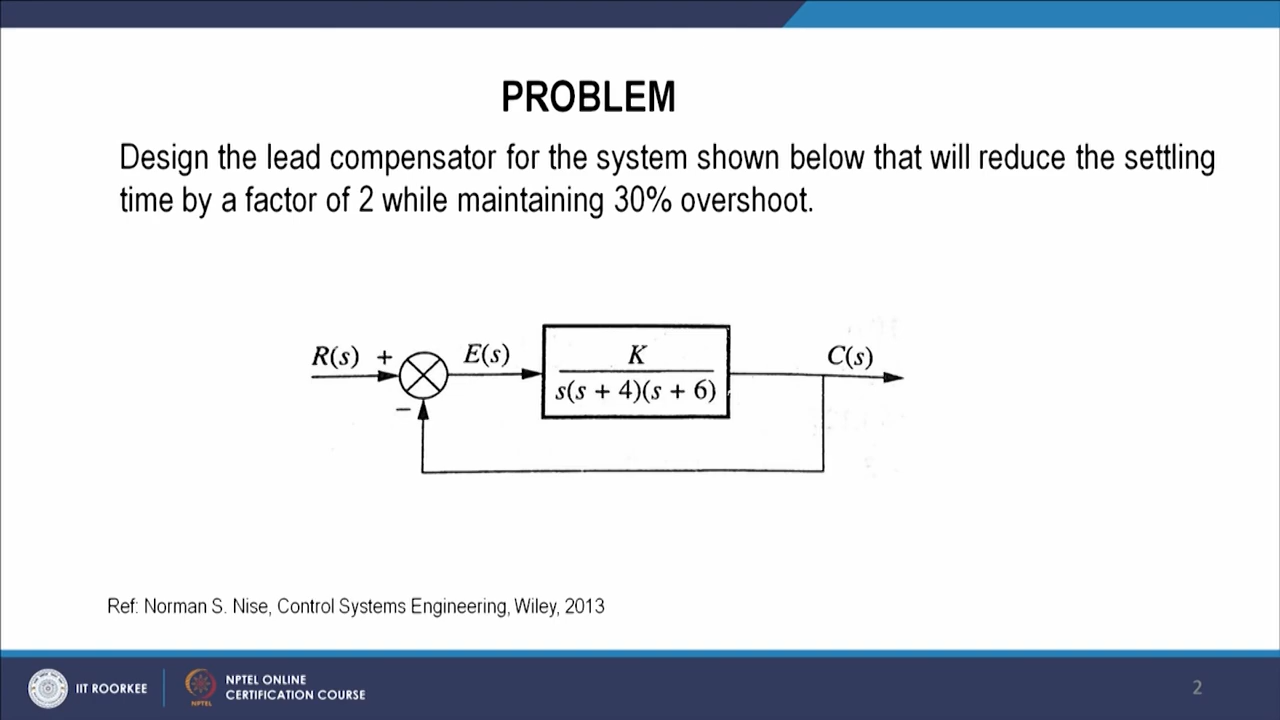 PROBLEM
Design the lead compensator for the system shown below that will reduce the settling
time by a factor of 2 while maintaining 30% overshoot.
R(s) + E(s) K C(s)
s(s + 4)(s + 6)
−
Ref: Norman S. Nise, Control Systems Engineering, Wiley, 2013
IIT ROORKEE
NPTEL ONLINE
CERTIFICATION COURSE
NPTEL
2